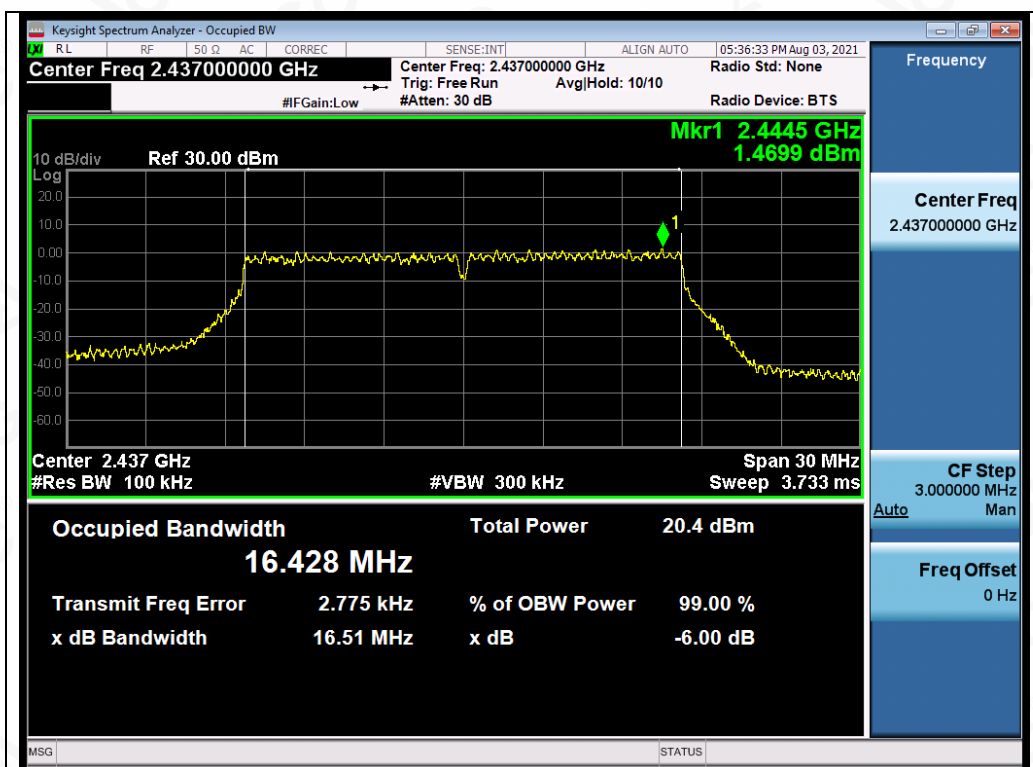 Keysight Spectrum Analyzer - Occupied BW
LXI RL RF 50 Ω AC CORREC SENSE:INT ALIGN AUTO 05:36:33 PM Aug 03, 2021
Center Freq 2.437000000 GHz
Center Freq: 2.437000000 GHz
Radio Std: None
Trig: Free Run Avg|Hold: 10/10
#IFGain:Low
#Atten: 30 dB
Radio Device: BTS
Frequency
Mkr1 2.4445 GHz
1.4699 dBm
10 dB/div Ref 30.00 dBm
Log
20.0
10.0
0.00
-10.0
-20.0
-30.0
-40.0
-50.0
-60.0
1
Center 2.437 GHz Span 30 MHz
#Res BW 100 kHz #VBW 300 kHz Sweep 3.733 ms
Center Freq
2.437000000 GHz
CF Step
3.000000 MHz
Auto Man
Freq Offset
0 Hz
Occupied Bandwidth Total Power 20.4 dBm
16.428 MHz
Transmit Freq Error 2.775 kHz % of OBW Power 99.00 %
x dB Bandwidth 16.51 MHz x dB -6.00 dB
MSG STATUS